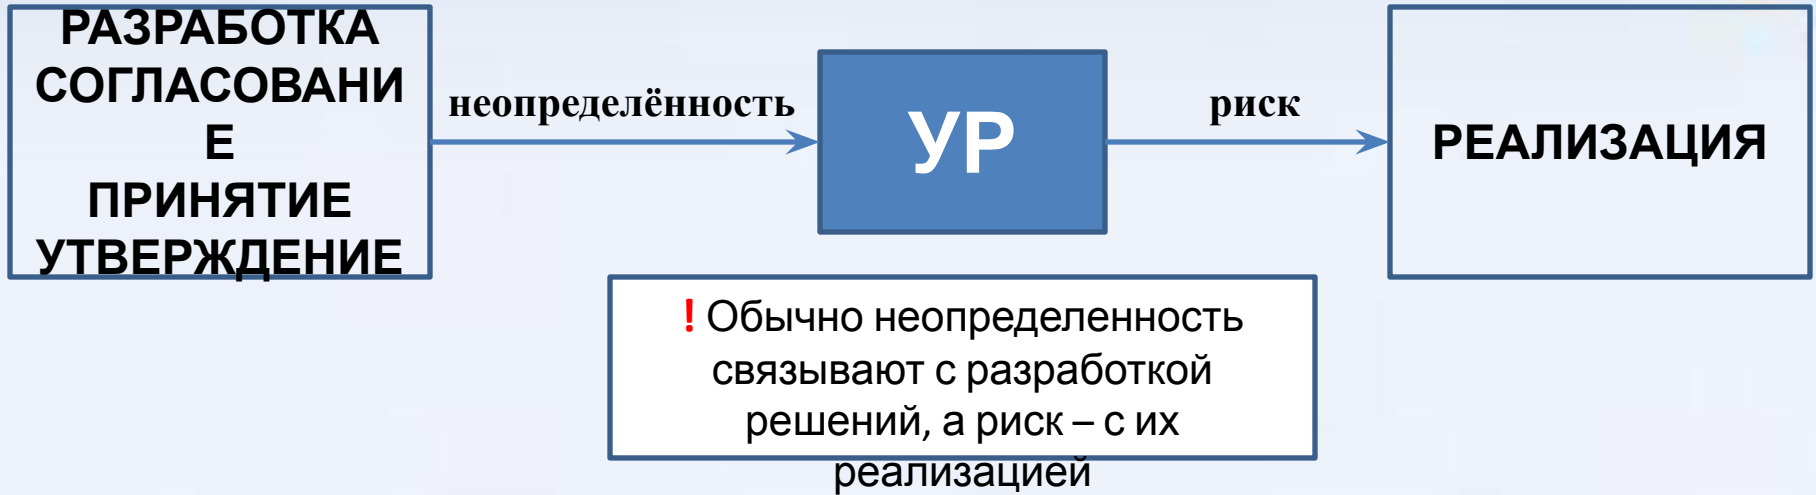 РАЗРАБОТКА
СОГЛАСОВАНИ
Е
ПРИНЯТИЕ
УТВЕРЖДЕНИЕ
неопределённость
УР
риск
РЕАЛИЗАЦИЯ
! Обычно неопределенность
связывают с разработкой
решений, а риск – с их
реализацией